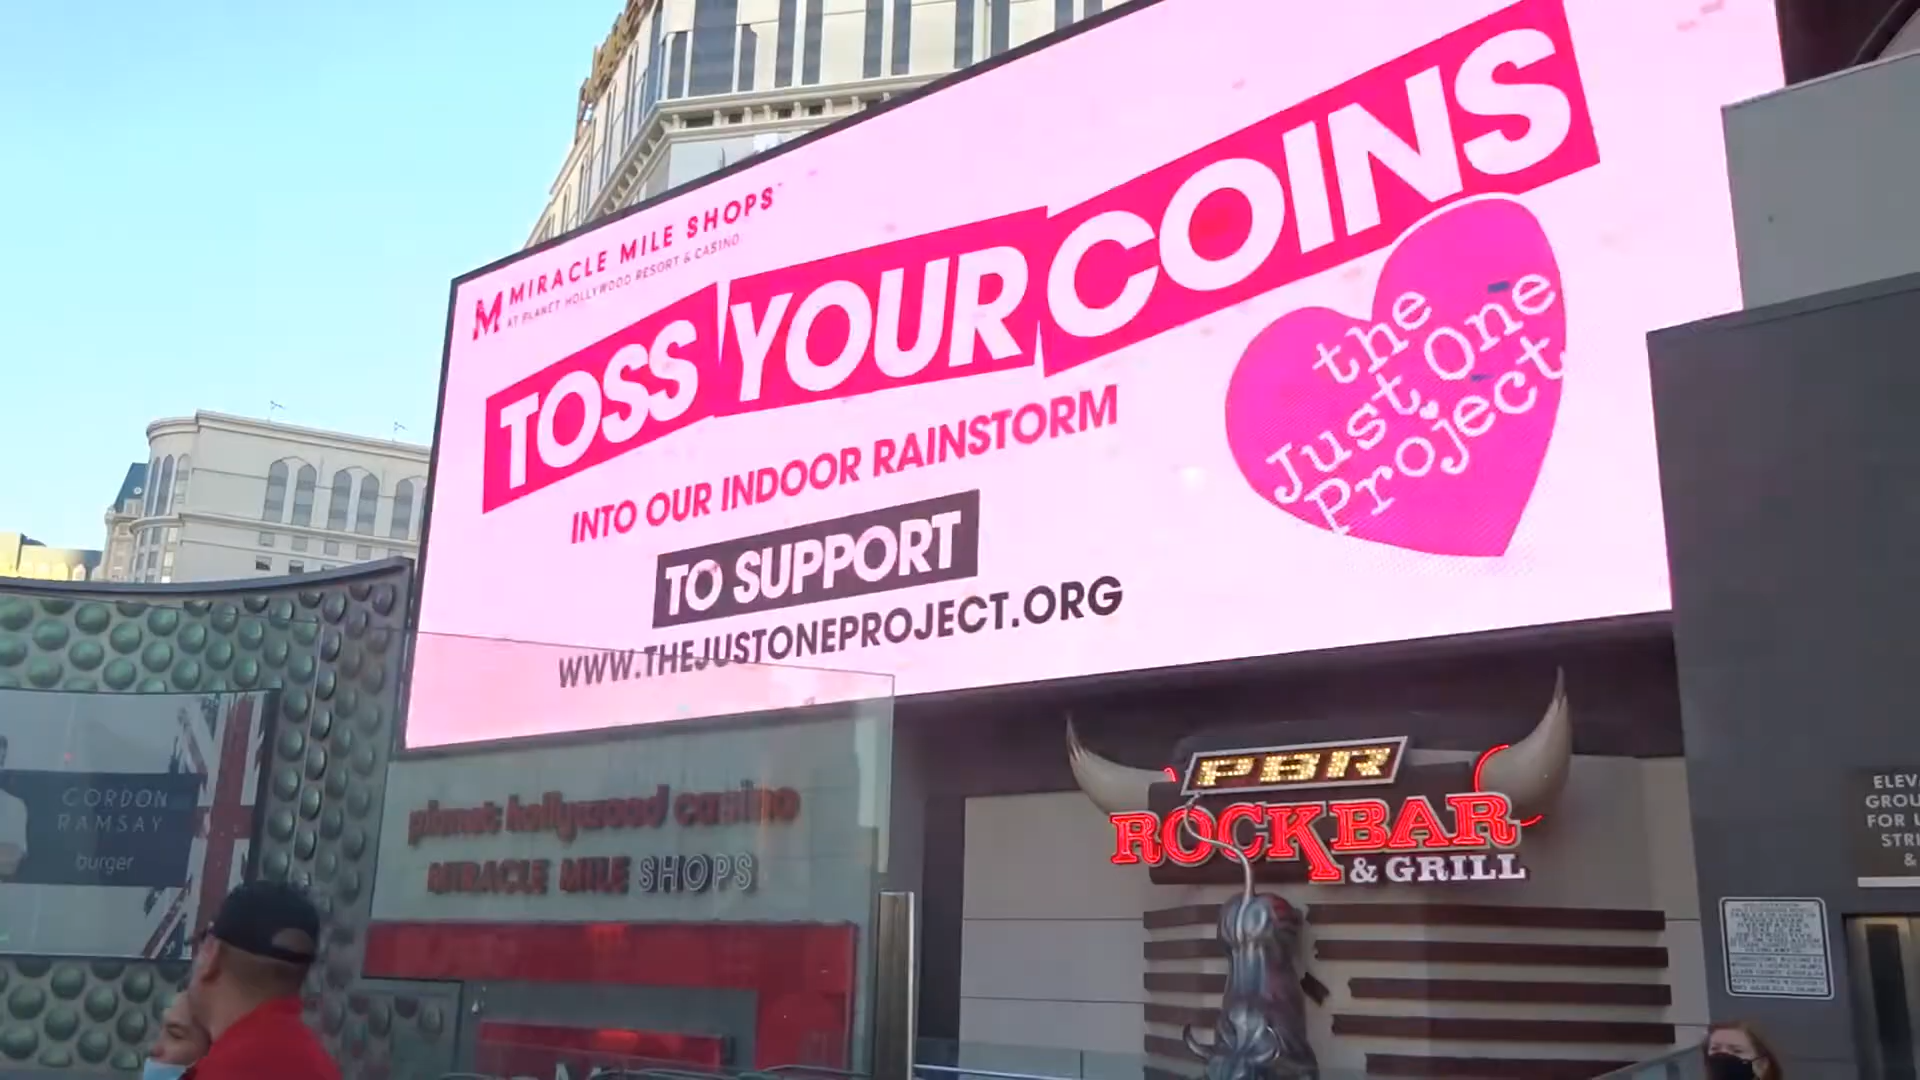 MIRACLE MILE SHOPS
AT PLANET HOLLYWOOD RESORT & CASINO
TOSS YOUR COINS
INTO OUR INDOOR RAINSTORM
TO SUPPORT
WWW.THEJUSTONEPROJECT.ORG
the
Just One
Project
GORDON
RAMSAY
burger
planet hollywood casino
MIRACLE MILE SHOPS
PBR
ROCKBAR
& GRILL
FOR
&